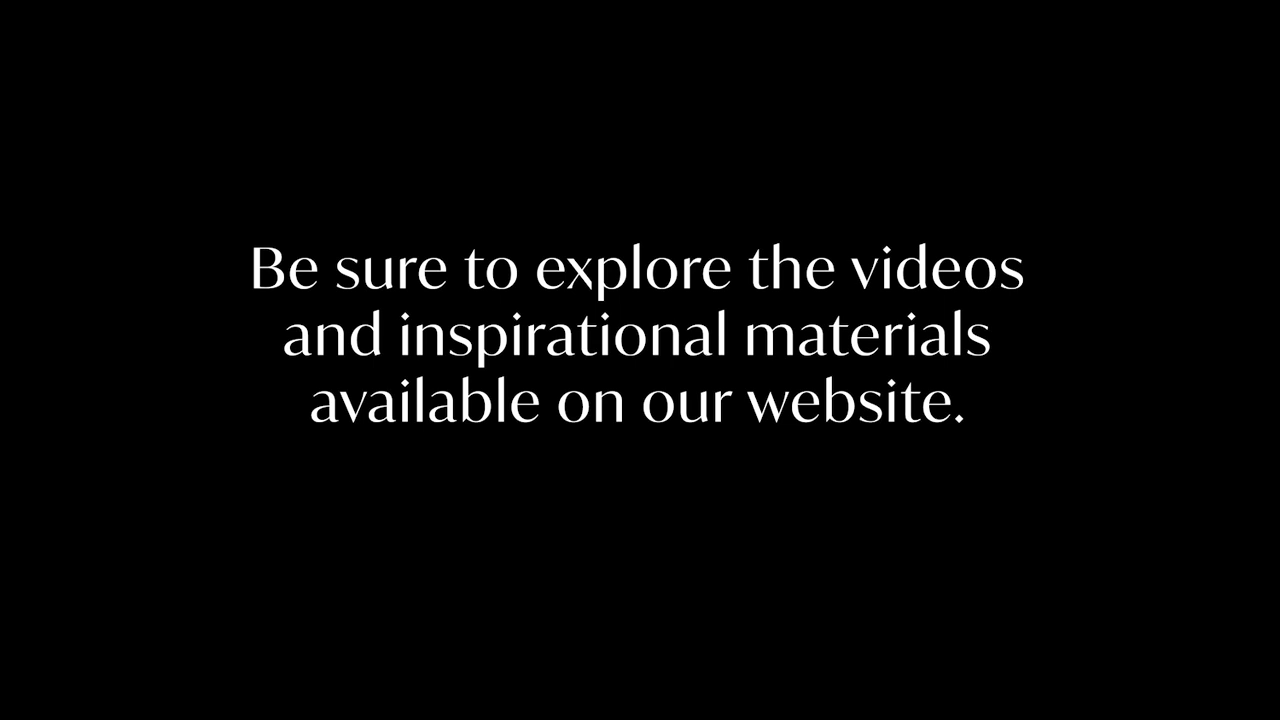 Be sure to explore the videos
and inspirational materials
available on our website.